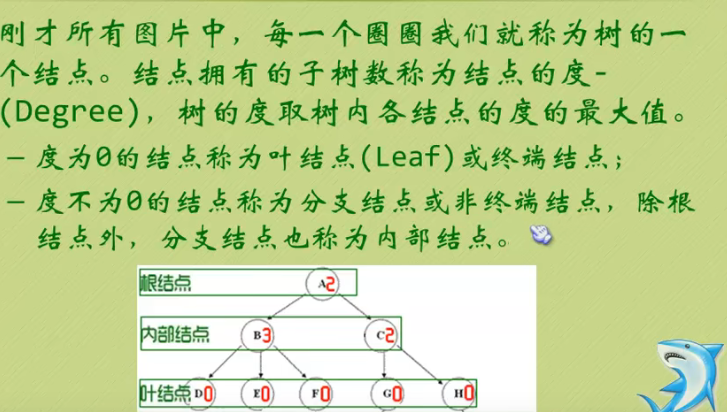 刚才所有图片中，每一个圈圈我们就称为树的一
个结点。结点拥有的子树数称为结点的度-
(Degree)，树的度取树内各结点的度的最大值。
– 度为0的结点称为叶结点(Leaf)或终端结点；
– 度不为0的结点称为分支结点或非终端结点，除根
结点外，分支结点也称为内部结点。
根结点 A2
内部结点 B3 C2
叶结点 D0 E0 F0 G0 H0